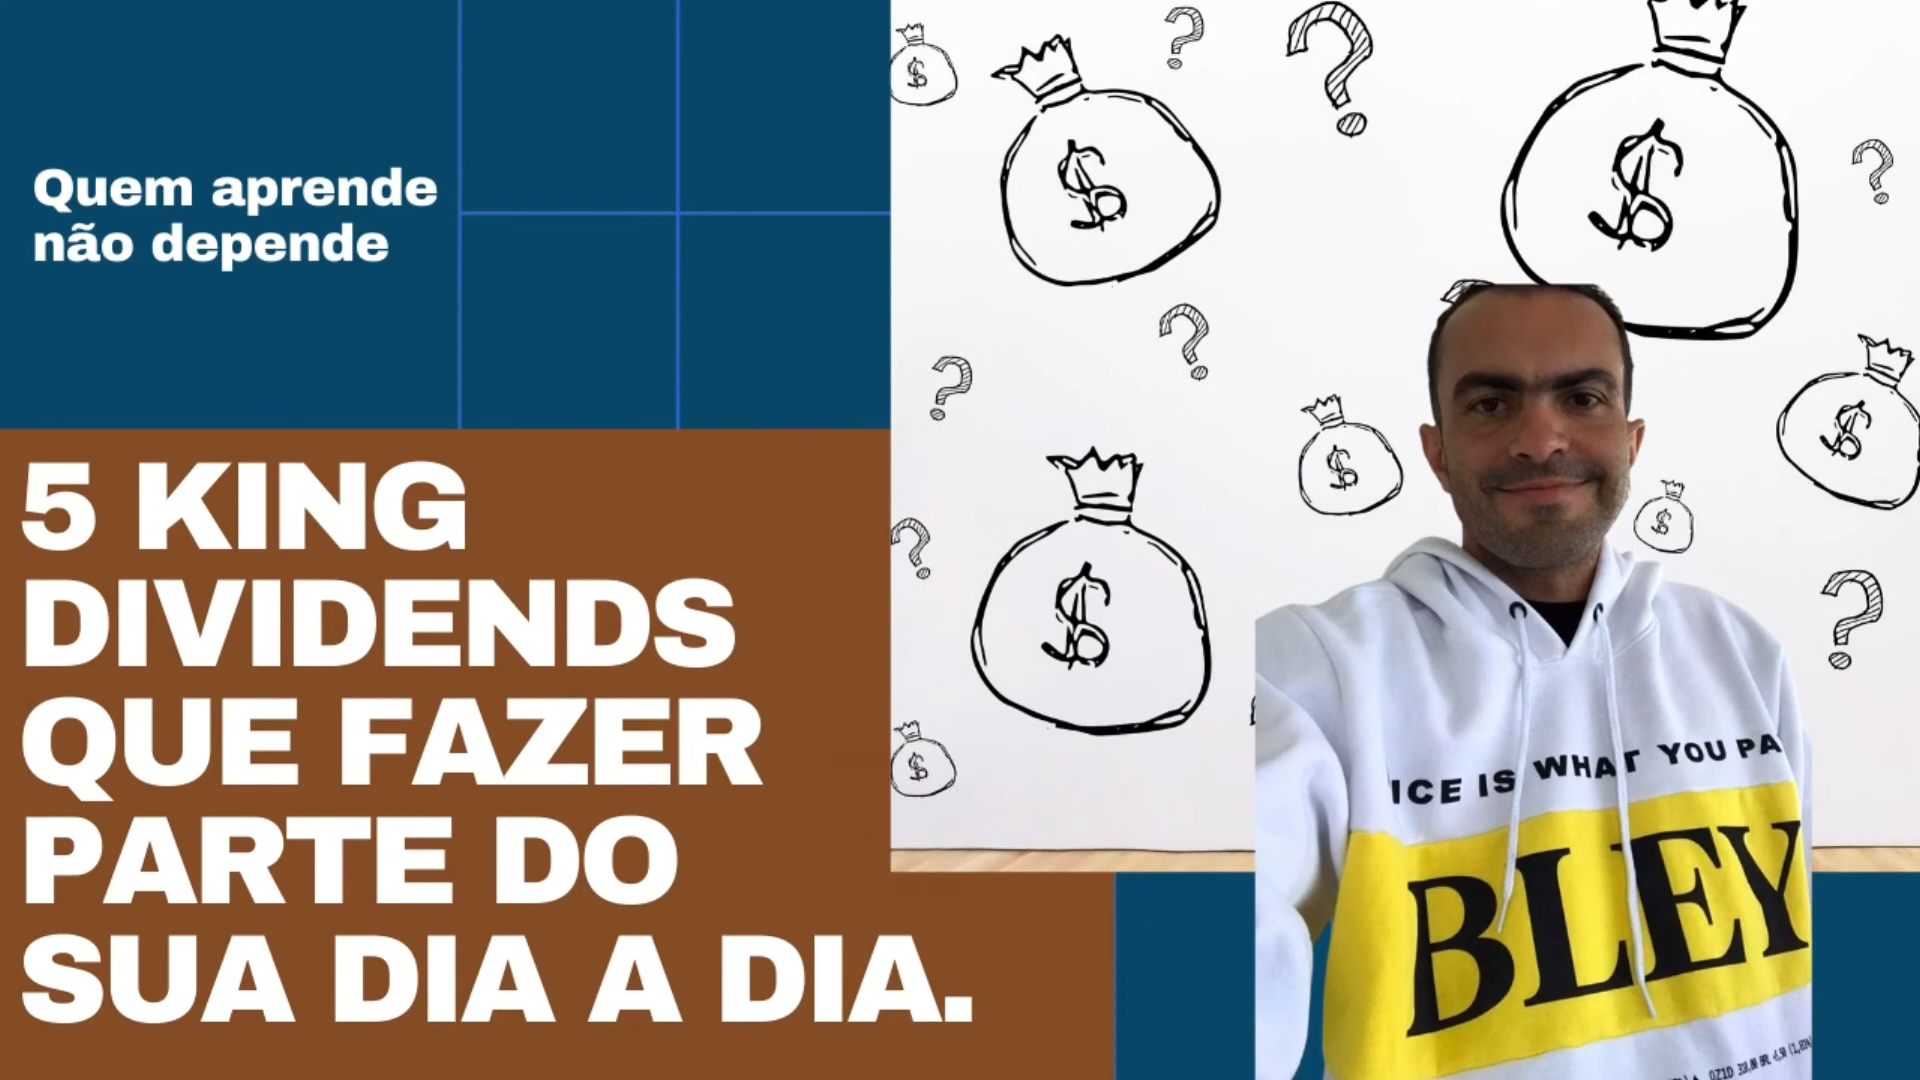 Quem aprende
não depende
5 KING
DIVIDENDS
QUE FAZER
PARTE DO
SUA DIA A DIA.
ICE IS WHAT YOU PA
BLEY